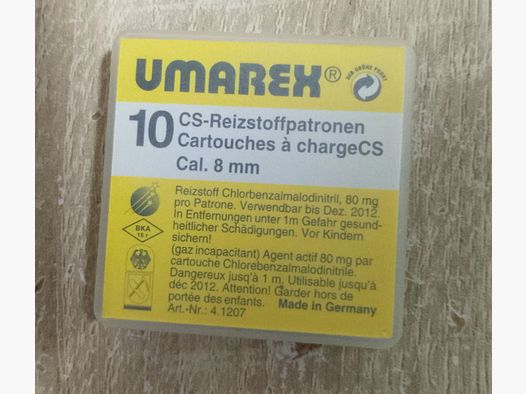 UMAREX®
DER GRÜNE PUNKT
10 CS-Reizstoffpatronen
Cartouches à chargeCS
Cal. 8 mm
Reizstoff Chlorbenzalmalodinitril, 80 mg
pro Patrone. Verwendbar bis Dez. 2012.
In Entfernungen unter 1m Gefahr gesund-
heitlicher Schädigungen. Vor Kindern
sichern!
(gaz incapacitant) Agent actif 80 mg par
cartouche Chlorebenzalmalodinitrile.
Dangereux jusqu'à 1 m. Utilisable jusqu'à
déc 2012. Attention! Garder hors de
portée des enfants. Made in Germany
Art.-Nr.: 4.1207
BKA